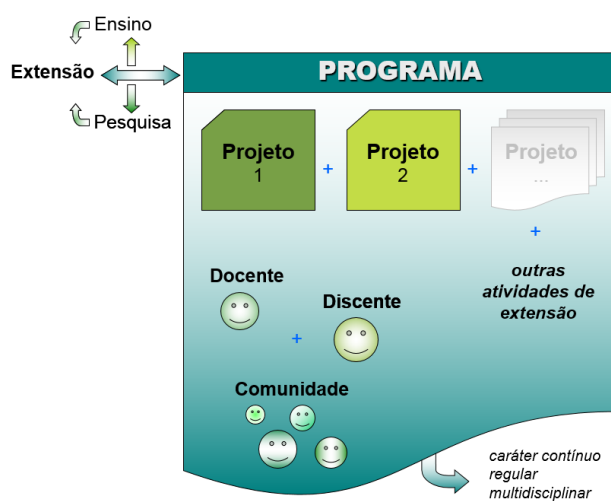 Ensino
Extensão
Pesquisa
PROGRAMA
Projeto
1
+
Projeto
2
+
Projeto
...
+
outras
atividades de
extensão
Docente
+
Discente
Comunidade
caráter contínuo
regular
multidisciplinar